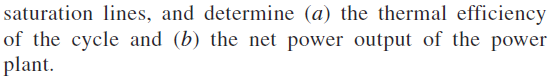 saturation lines, and determine (a) the thermal efficiency
of the cycle and (b) the net power output of the power
plant.